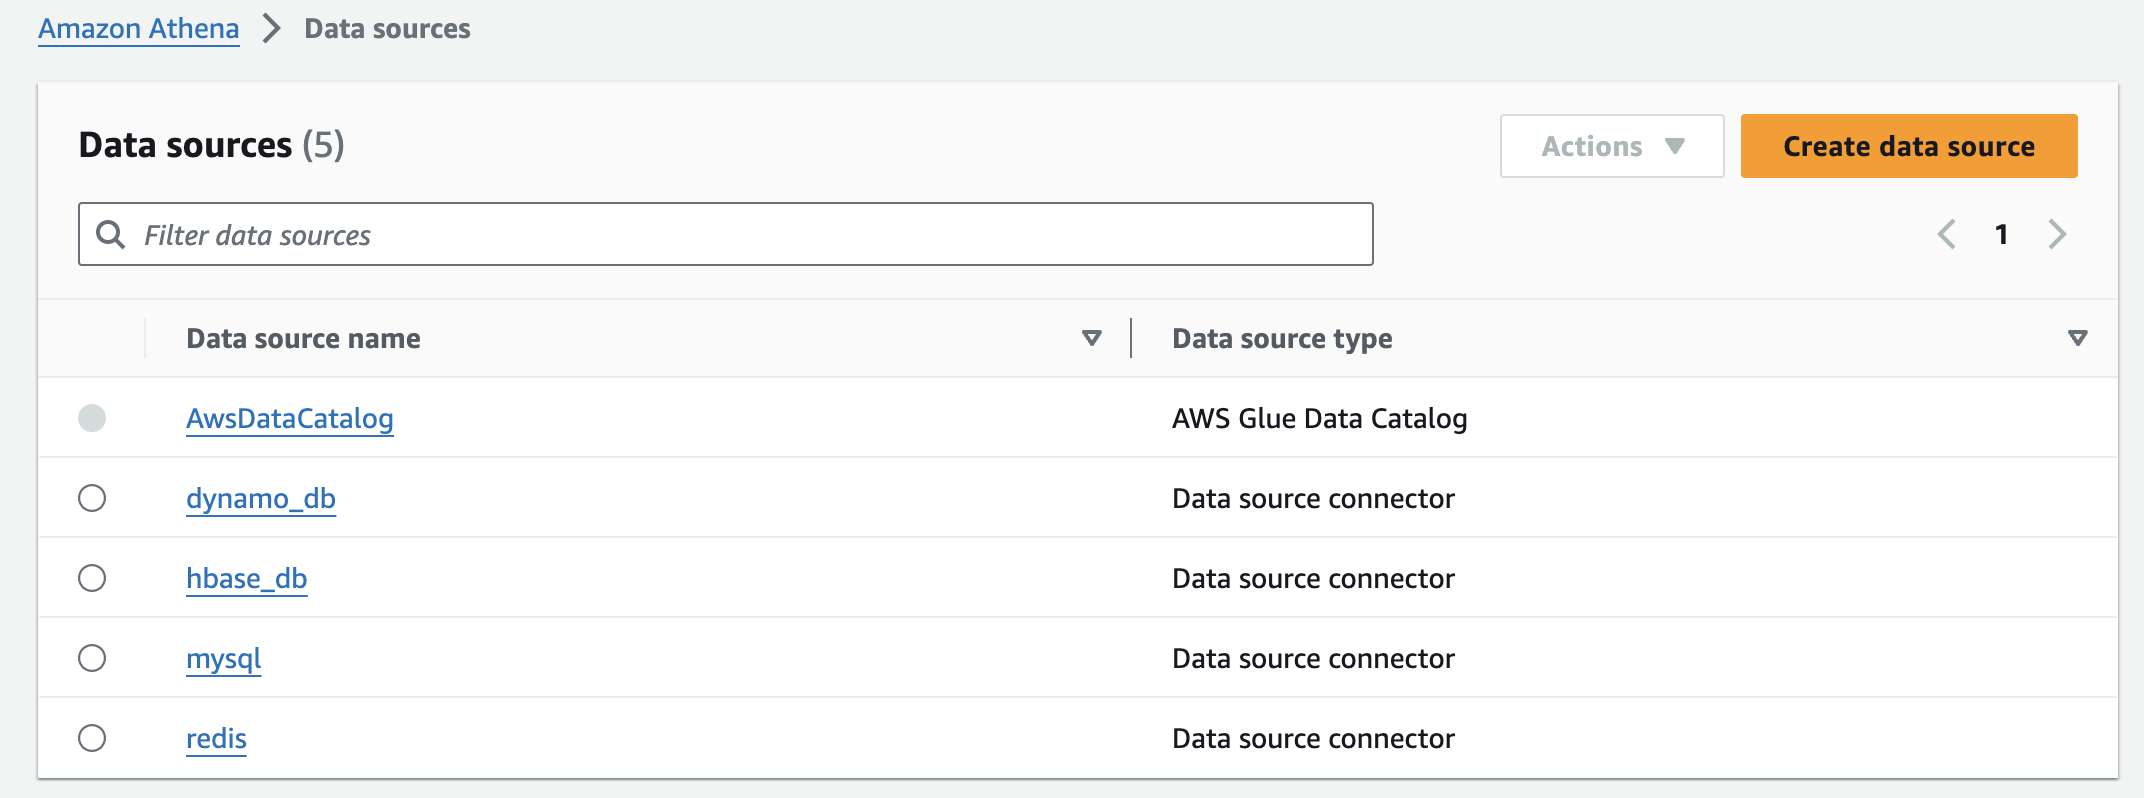 Amazon Athena > Data sources
Data sources (5)
Actions
Create data source
Filter data sources
1
Data source name
Data source type
AwsDataCatalog
AWS Glue Data Catalog
dynamo_db
Data source connector
hbase_db
Data source connector
mysql
Data source connector
redis
Data source connector